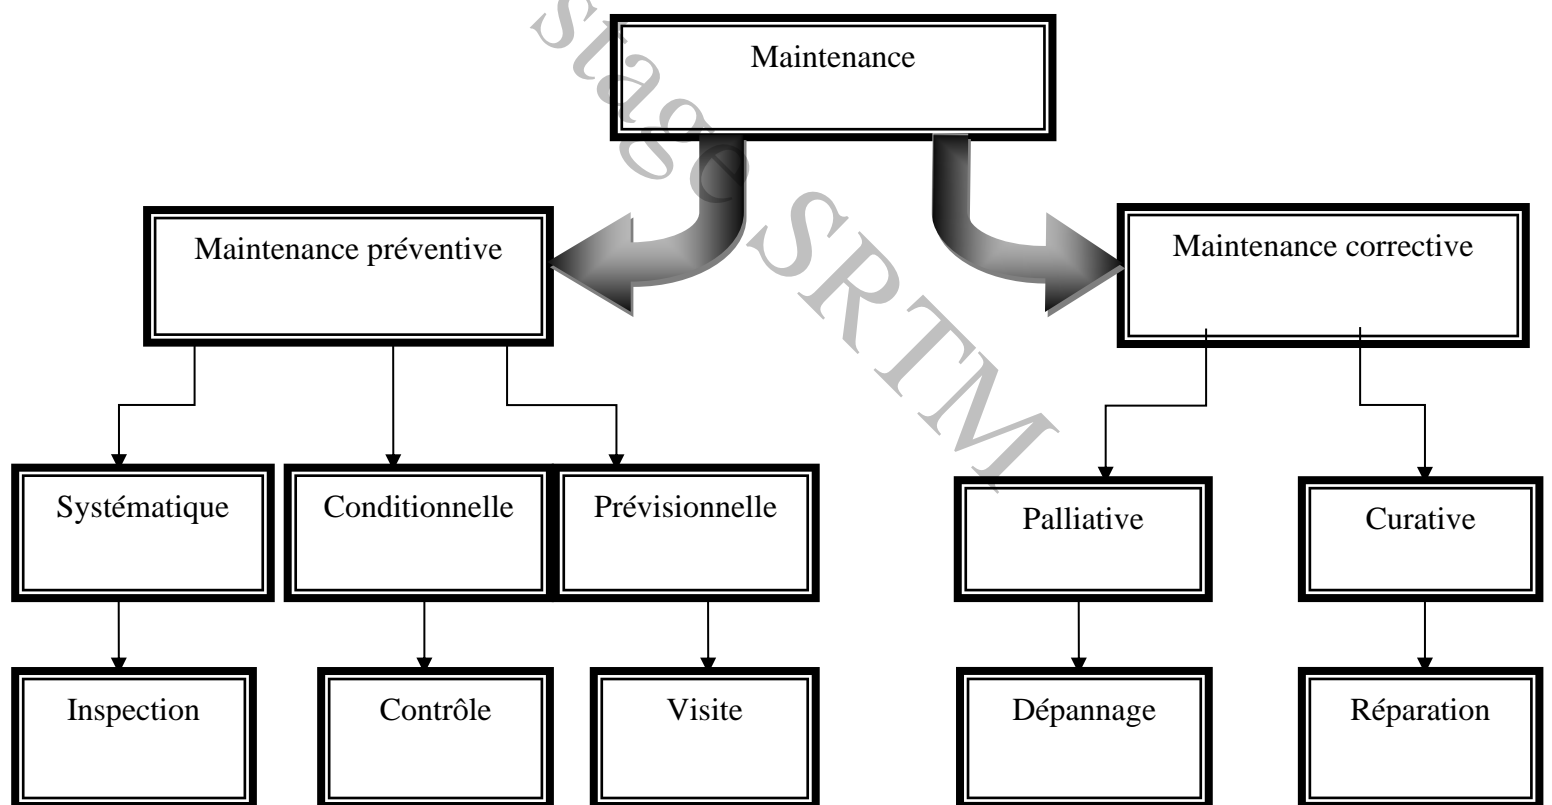 Maintenance
Maintenance préventive
Maintenance corrective
Systématique
Conditionnelle
Prévisionnelle
Palliative
Curative
Inspection
Contrôle
Visite
Dépannage
Réparation
stage SRTM